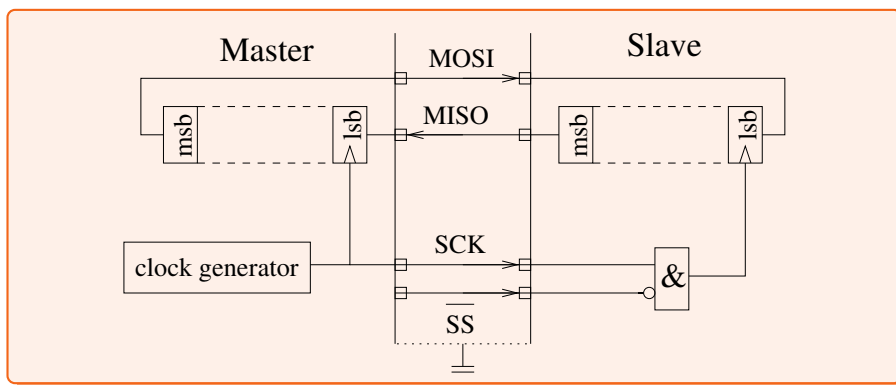 Master
MOSI
Slave
MISO
msb
lsb
msb
lsb
SCK
clock generator
&
SS